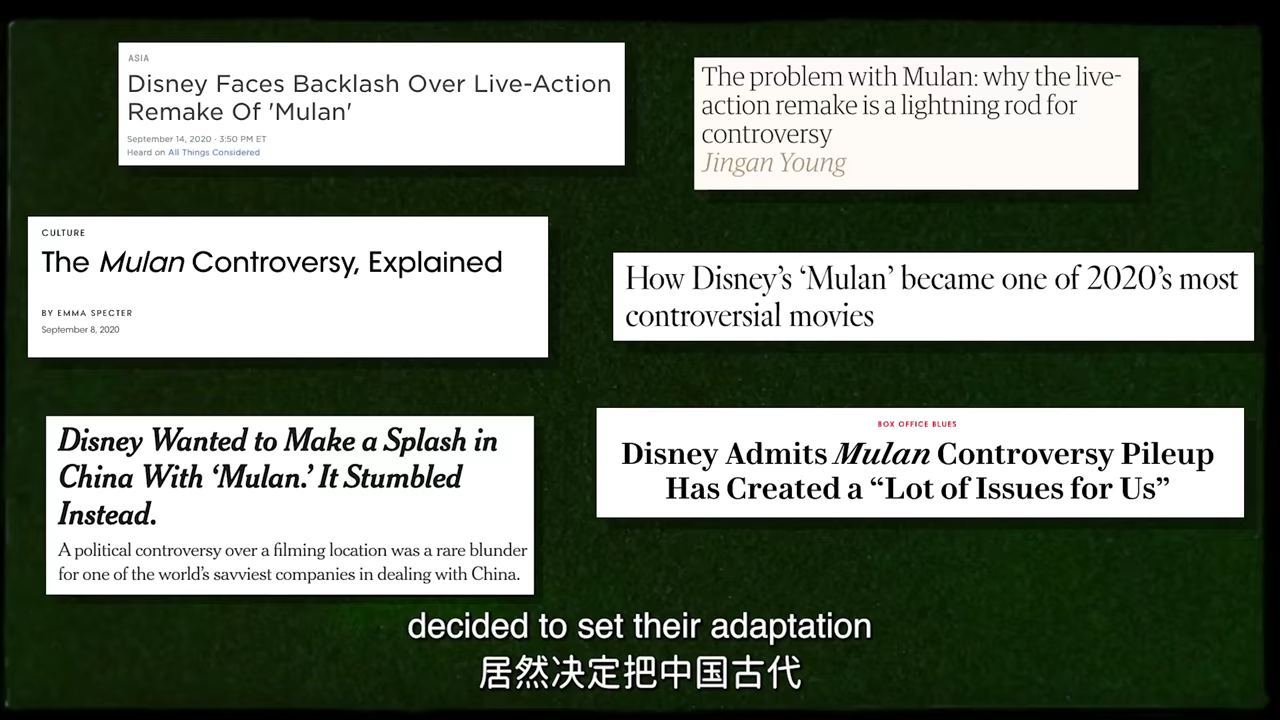 ASIA
Disney Faces Backlash Over Live-Action
Remake Of 'Mulan'
September 14, 2020 · 3:50 PM ET
Heard on All Things Considered
The problem with Mulan: why the live-
action remake is a lightning rod for
controversy
Jingan Young
CULTURE
The Mulan Controversy, Explained
BY EMMA SPECTER
September 8, 2020
How Disney's ‘Mulan’ became one of 2020’s most
controversial movies
Disney Wanted to Make a Splash in
China With ‘Mulan.’ It Stumbled
Instead.
A political controversy over a filming location was a rare blunder
for one of the world’s savviest companies in dealing with China.
BOX OFFICE BLUES
Disney Admits Mulan Controversy Pileup
Has Created a “Lot of Issues for Us”
decided to set their adaptation
居然决定把中国古代